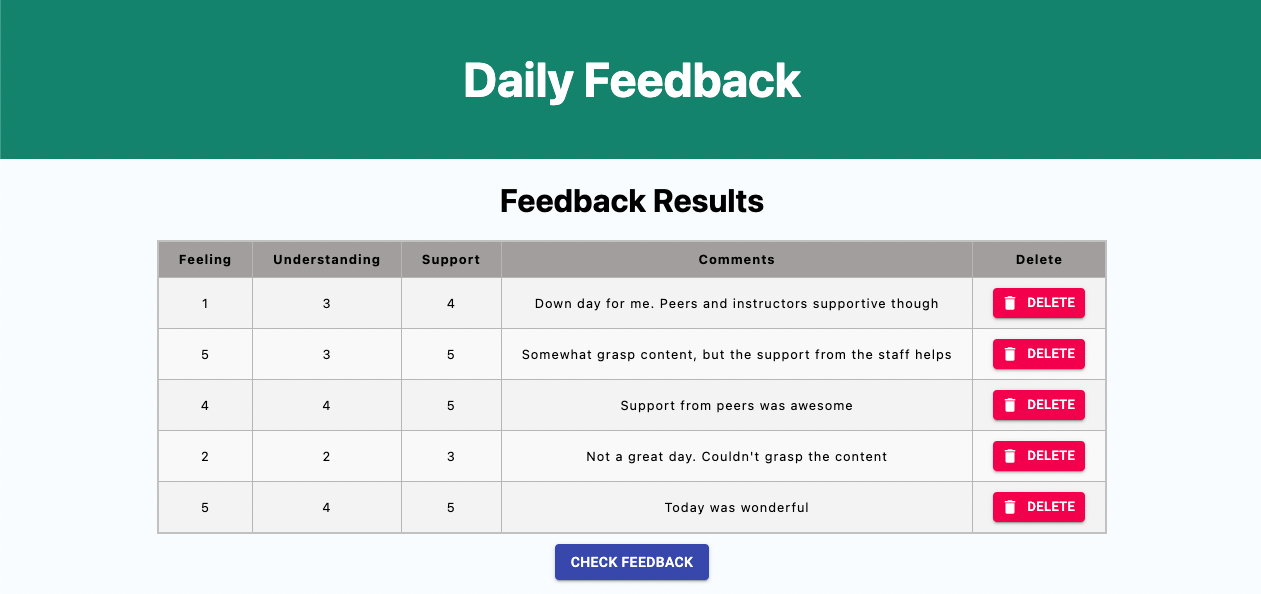 Daily Feedback
Feedback Results
Feeling Understanding Support Comments Delete
1 3 4 Down day for me. Peers and instructors supportive though DELETE
5 3 5 Somewhat grasp content, but the support from the staff helps DELETE
4 4 5 Support from peers was awesome DELETE
2 2 3 Not a great day. Couldn't grasp the content DELETE
5 4 5 Today was wonderful DELETE
CHECK FEEDBACK